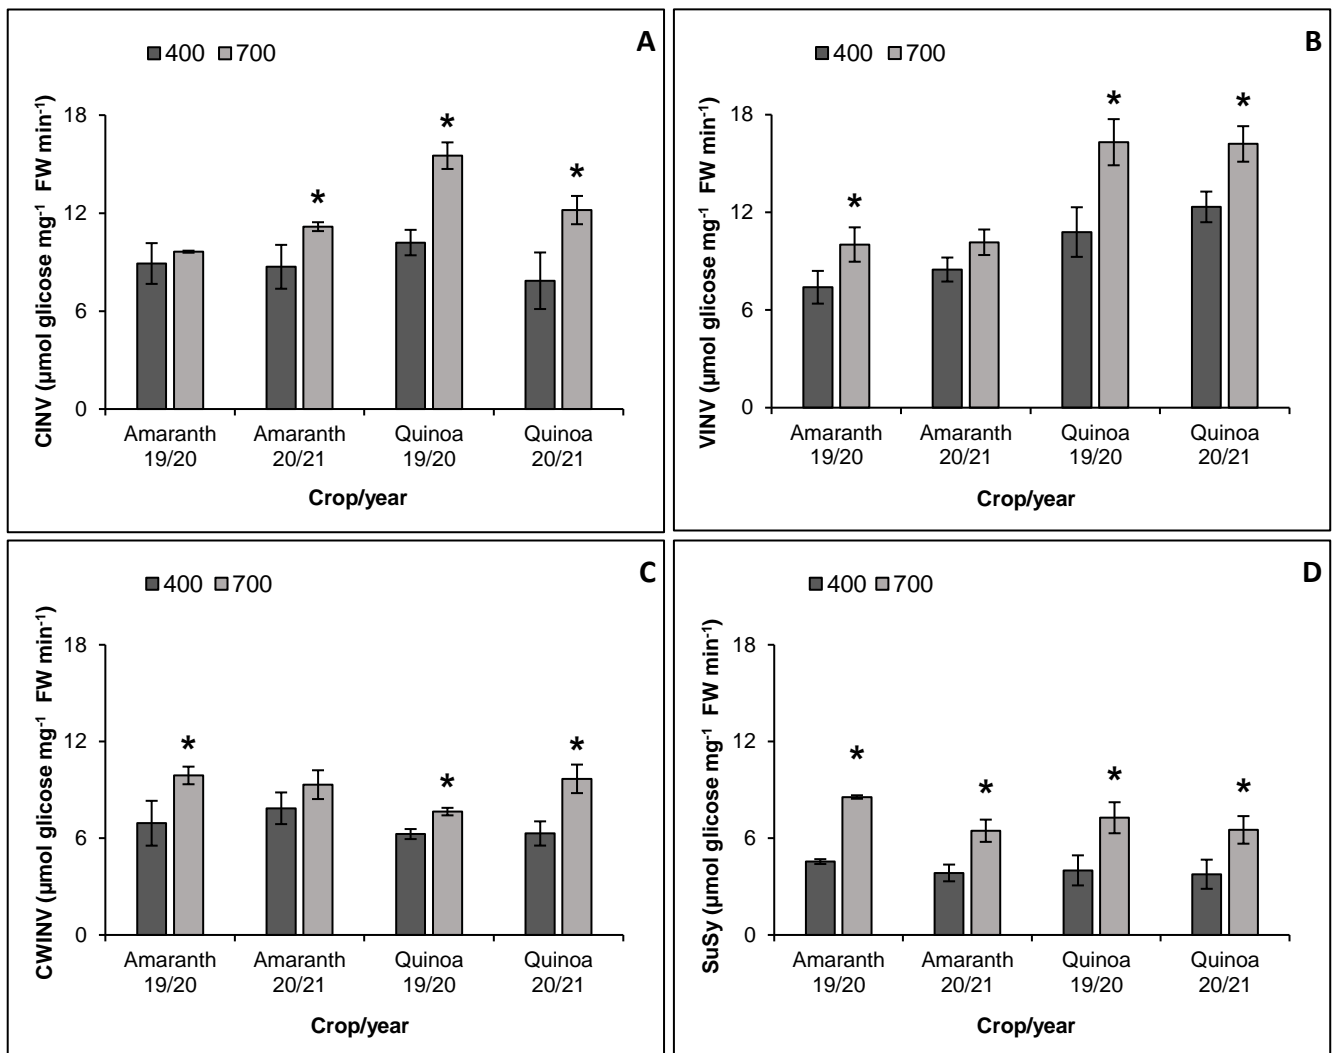 A
400 700
CINV (µmol glicose mg⁻¹ FW min⁻¹)
18
12
6
0
Amaranth Amaranth Quinoa Quinoa
19/20 20/21 19/20 20/21
* * *
Crop/year
B
400 700
VINV (µmol glicose mg⁻¹ FW min⁻¹)
18
12
6
0
* * *
Amaranth Amaranth Quinoa Quinoa
19/20 20/21 19/20 20/21
Crop/year
C
400 700
CWINV (µmol glicose mg⁻¹ FW min⁻¹)
18
12
6
0
* * *
Amaranth Amaranth Quinoa Quinoa
19/20 20/21 19/20 20/21
Crop/year
D
400 700
SuSy (µmol glicose mg⁻¹ FW min⁻¹)
18
12
6
0
* * * *
Amaranth Amaranth Quinoa Quinoa
19/20 20/21 19/20 20/21
Crop/year